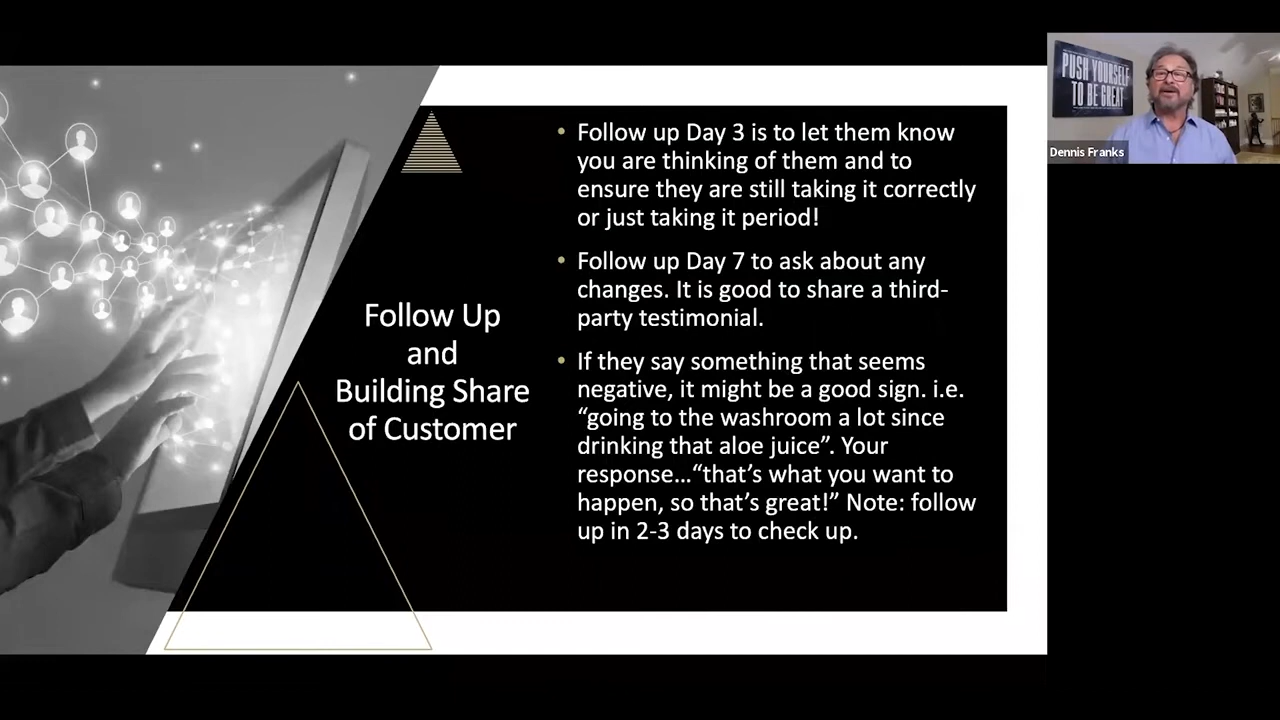 Follow Up
and
Building Share
of Customer
• Follow up Day 3 is to let them know
you are thinking of them and to
ensure they are still taking it correctly
or just taking it period!
• Follow up Day 7 to ask about any
changes. It is good to share a third-
party testimonial.
• If they say something that seems
negative, it might be a good sign. i.e.
“going to the washroom a lot since
drinking that aloe juice”. Your
response…“that’s what you want to
happen, so that’s great!” Note: follow
up in 2-3 days to check up.
PUSH YOURSELF
TO BE GREAT
Dennis Franks